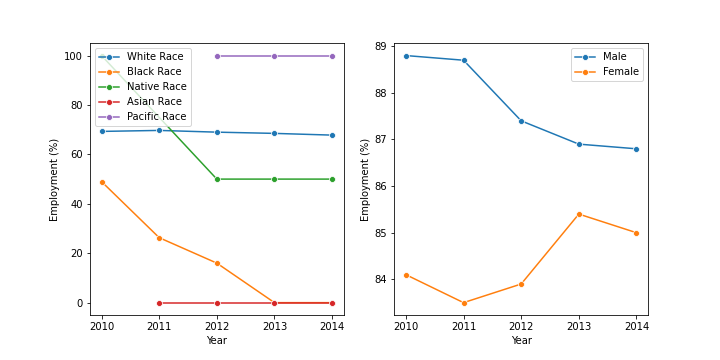 White Race
Black Race
Native Race
Asian Race
Pacific Race
100
80
60
40
20
0
Employment (%)
2010 2011 2012 2013 2014
Year
Male
Female
89
88
87
86
85
84
Employment (%)
2010 2011 2012 2013 2014
Year